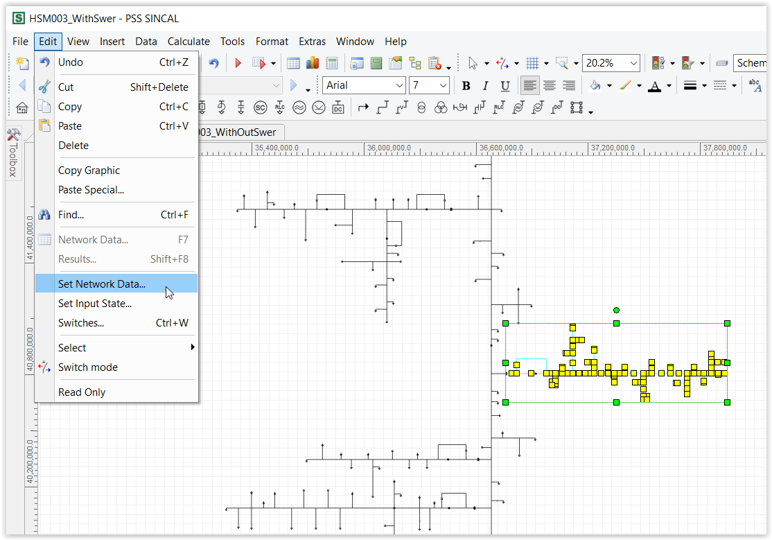 HSM003_WithSwer - PSS SINCAL
File Edit View Insert Data Calculate Tools Format Extras Window Help
20.2% Schem
Arial 7 B I U A abc
SC DC
003_WithOutSwer
35,400,000.0 36,000,000.0 36,600,000.0 37,200,000.0 37,800,000.0
Toolbox
41,400,000.0
40,800,000.0
40,200,000.0
Undo Ctrl+Z
Cut Shift+Delete
Copy Ctrl+C
Paste Ctrl+V
Delete
Copy Graphic
Paste Special...
Find... Ctrl+F
Network Data... F7
Results... Shift+F8
Set Network Data...
Set Input State...
Switches... Ctrl+W
Select
Switch mode
Read Only